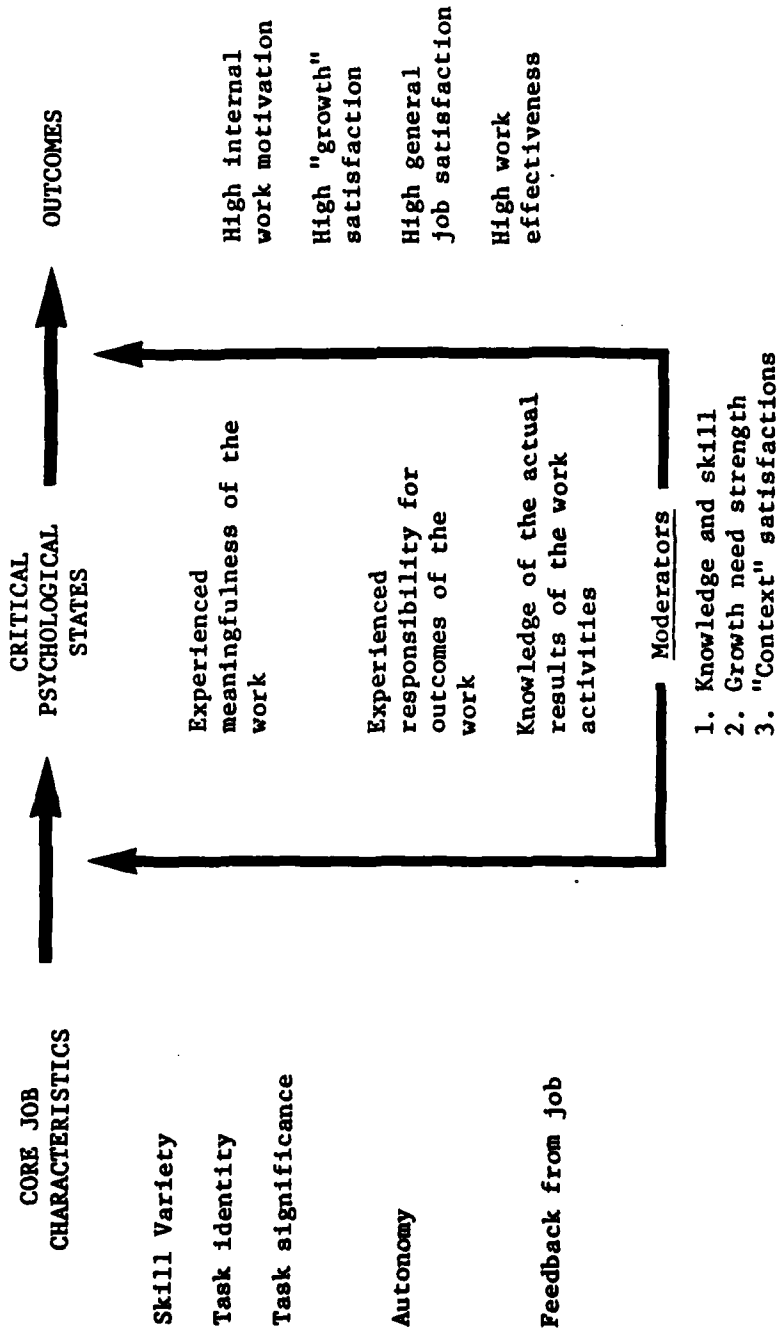 CORE JOB
CHARACTERISTICS
CRITICAL
PSYCHOLOGICAL
STATES
OUTCOMES
Skill Variety
Task identity
Task significance
Autonomy
Feedback from job
Experienced
meaningfulness of the
work
Experienced
responsibility for
outcomes of the
work
Knowledge of the actual
results of the work
activities
High internal
work motivation
High "growth"
satisfaction
High general
job satisfaction
High work
effectiveness
Moderators
1. Knowledge and skill
2. Growth need strength
3. "Context" satisfactions